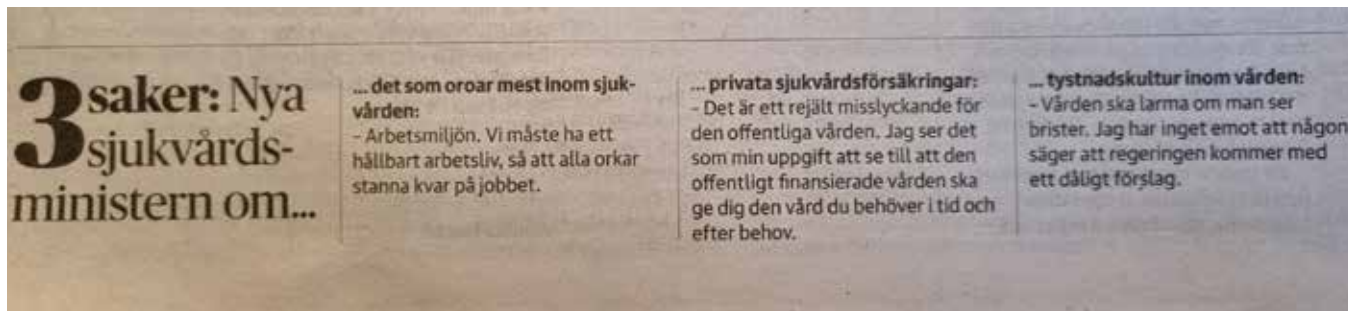 3 saker: Nya
sjukvårds-
ministern om...
... det som oroar mest inom sjuk-
vården:
– Arbetsmiljön. Vi måste ha ett
hållbart arbetsliv, så att alla orkar
stanna kvar på jobbet.
... privata sjukvårdsförsäkringar:
– Det är ett rejält misslyckande för
den offentliga vården. Jag ser det
som min uppgift att se till att den
offentligt finansierade vården ska
ge dig den vård du behöver i tid och
efter behov.
... tystnadskultur inom vården:
– Vården ska larma om man ser
brister. Jag har inget emot att någon
säger att regeringen kommer med
ett dåligt förslag.